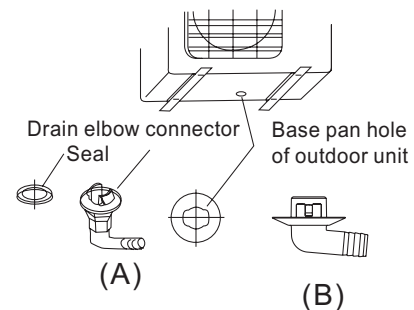 Drain elbow connector
Seal
Base pan hole
of outdoor unit
(A)
(B)